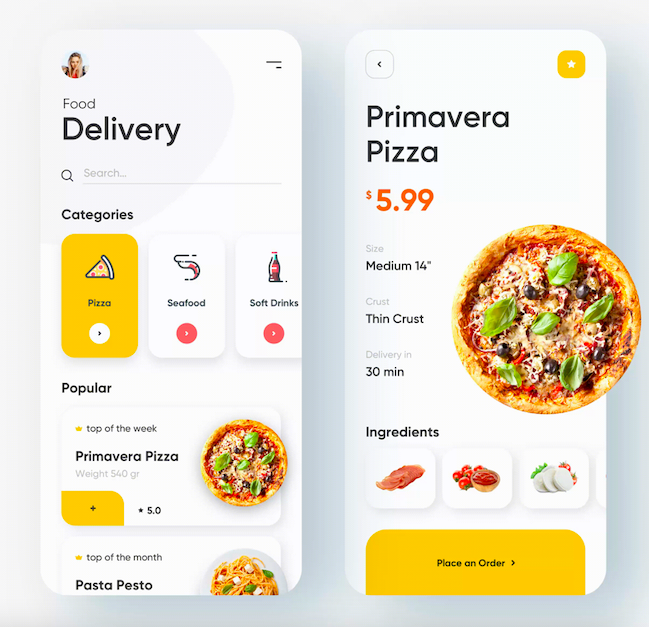 Food
Delivery
Search...
Categories
Pizza
Seafood
Soft Drinks
Popular
top of the week
Primavera Pizza
Weight 540 gr
+
5.0
top of the month
Pasta Pesto
Primavera
Pizza
$ 5.99
Size
Medium 14"
Crust
Thin Crust
Delivery in
30 min
Ingredients
Place an Order